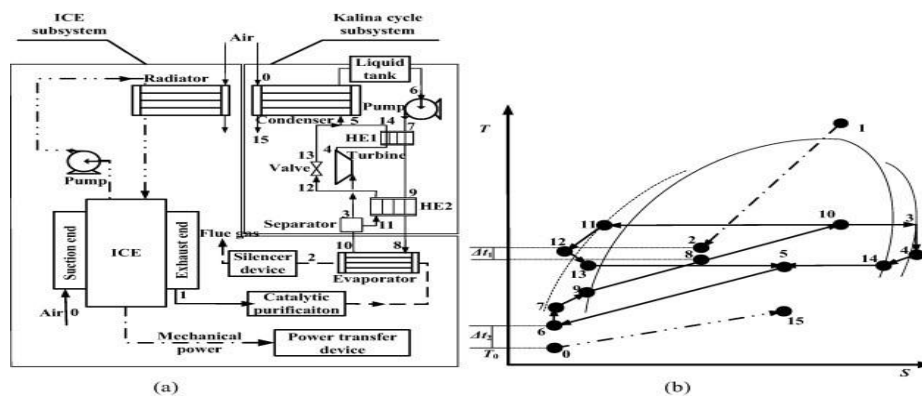 ICE
subsystem
Kalina cycle
subsystem
Air
Radiator
0
Liquid
tank
6
Pump
Condenser
5
14
7
15
HE1
4
Turbine
13
Valve
12
Pump
9
HE2
3
Separator
11
Flue gas
10
8
Suction end
ICE
Exhaust end
Silencer
device
2
Evaporator
1
Catalytic
purificaiton
Air 0
Mechanical
power
Power transfer
device
(a)
T
1
11
10
3
12
2
4
Δt1
8
5
13
14
9
7
6
15
Δt2
T0
0
S
(b)